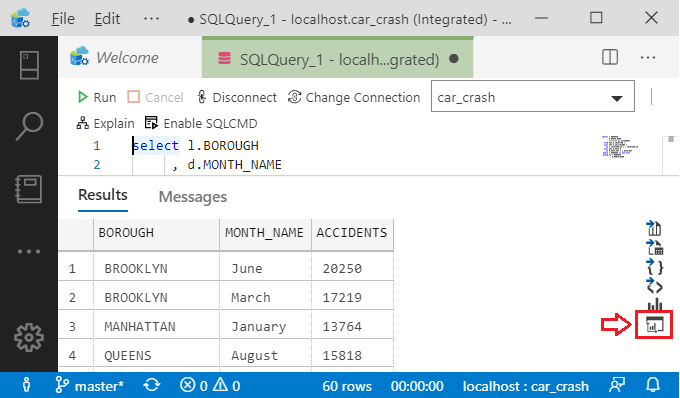 File Edit ··· ● SQLQuery_1 - localhost.car_crash (Integrated) - ...
Welcome SQLQuery_1 - localh...grated) ●
Run Cancel Disconnect Change Connection car_crash
Explain Enable SQLCMD
1 select l.BOROUGH
2 , d.MONTH_NAME
Results Messages
BOROUGH MONTH_NAME ACCIDENTS
1 BROOKLYN June 20250
2 BROOKLYN March 17219
3 MANHATTAN January 13764
4 QUEENS August 15818
master* 0 0 60 rows 00:00:00 localhost : car_crash